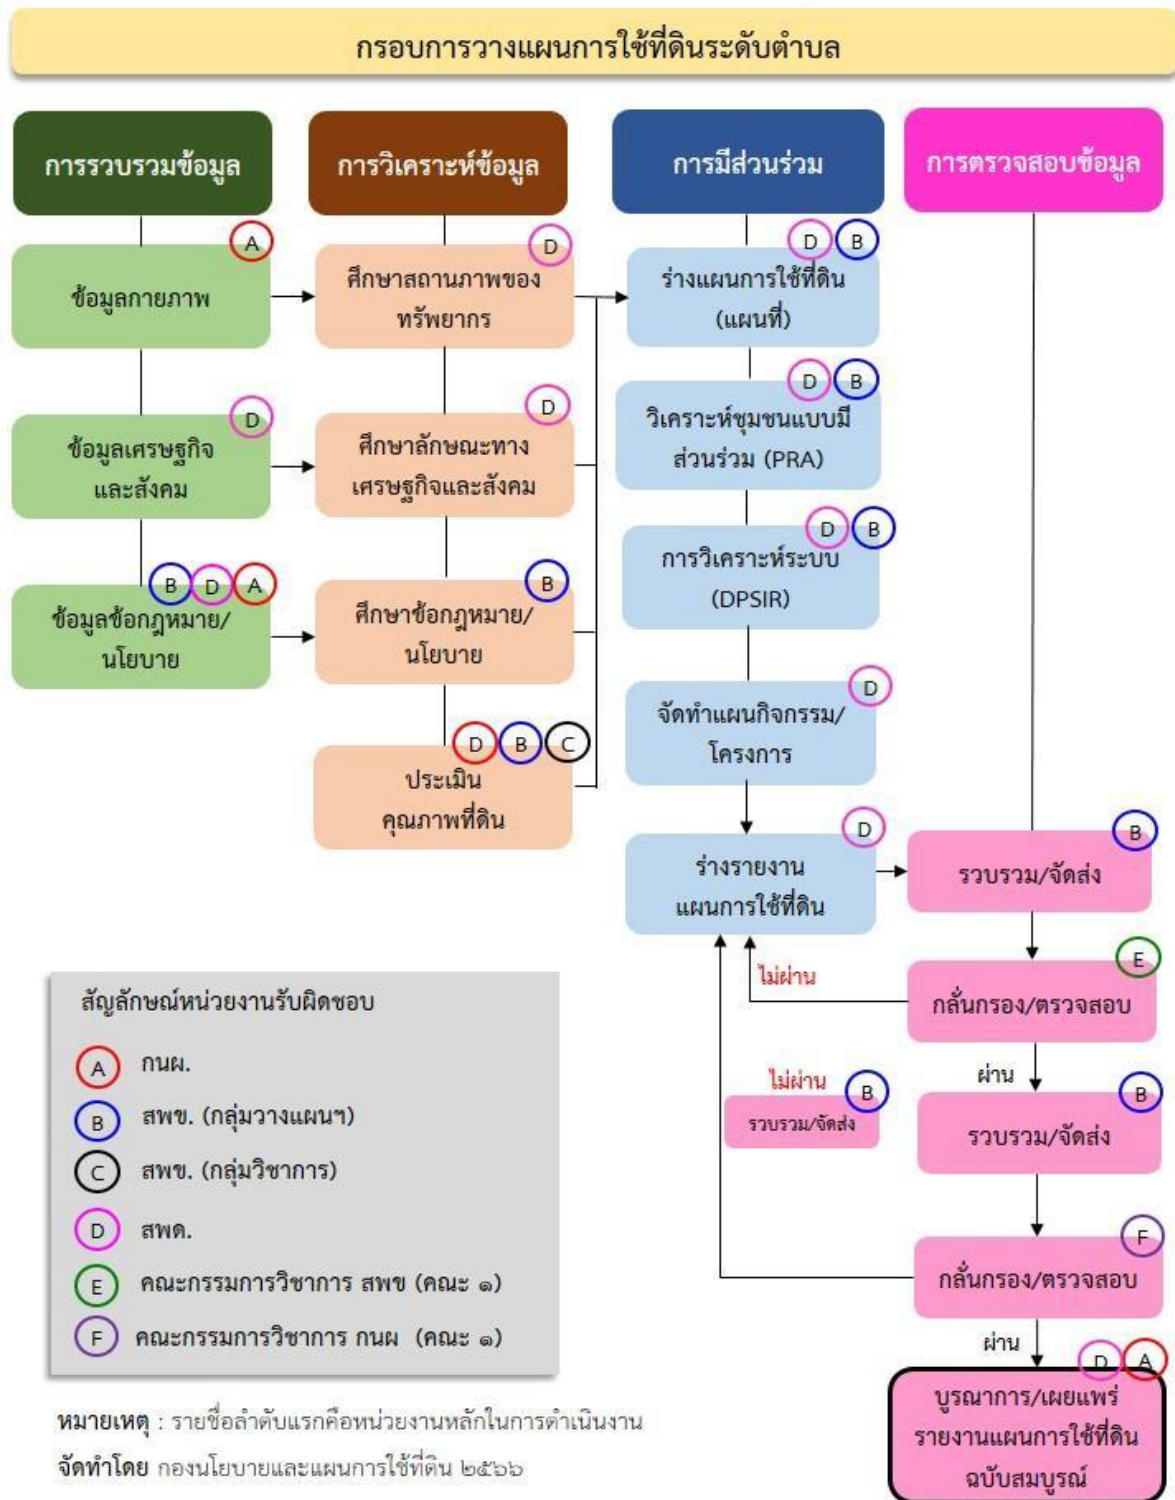 กรอบการวางแผนการใช้ที่ดินระดับตำบล
การรวบรวมข้อมูล
A
ข้อมูลกายภาพ
D
ข้อมูลเศรษฐกิจ
และสังคม
B D A
ข้อมูลข้อกฎหมาย/
นโยบาย
การวิเคราะห์ข้อมูล
D
ศึกษาสถานภาพของ
ทรัพยากร
D
ศึกษาลักษณะทาง
เศรษฐกิจและสังคม
B
ศึกษาข้อกฎหมาย/
นโยบาย
D B C
ประเมิน
คุณภาพที่ดิน
การมีส่วนร่วม
D B
ร่างแผนการใช้ที่ดิน
(แผนที่)
D B
วิเคราะห์ชุมชนแบบมี
ส่วนร่วม (PRA)
D B
การวิเคราะห์ระบบ
(DPSIR)
D
จัดทำแผนกิจกรรม/
โครงการ
D
ร่างรายงาน
แผนการใช้ที่ดิน
การตรวจสอบข้อมูล
B
รวบรวม/จัดส่ง
E
ไม่ผ่าน
กลั่นกรอง/ตรวจสอบ
ผ่าน
ไม่ผ่าน
B
รวบรวม/จัดส่ง
B
รวบรวม/จัดส่ง
F
กลั่นกรอง/ตรวจสอบ
ผ่าน
D A
บูรณาการ/เผยแพร่
รายงานแผนการใช้ที่ดิน
ฉบับสมบูรณ์
สัญลักษณ์หน่วยงานรับผิดชอบ
A กนผ.
B สพข. (กลุ่มวางแผนฯ)
C สพข. (กลุ่มวิชาการ)
D สพด.
E คณะกรรมการวิชาการ สพข (คณะ ๑)
F คณะกรรมการวิชาการ กนผ (คณะ ๑)
หมายเหตุ : รายชื่อลำดับแรกคือหน่วยงานหลักในการดำเนินงาน
จัดทำโดย กองนโยบายและแผนการใช้ที่ดิน ๒๕๖๖